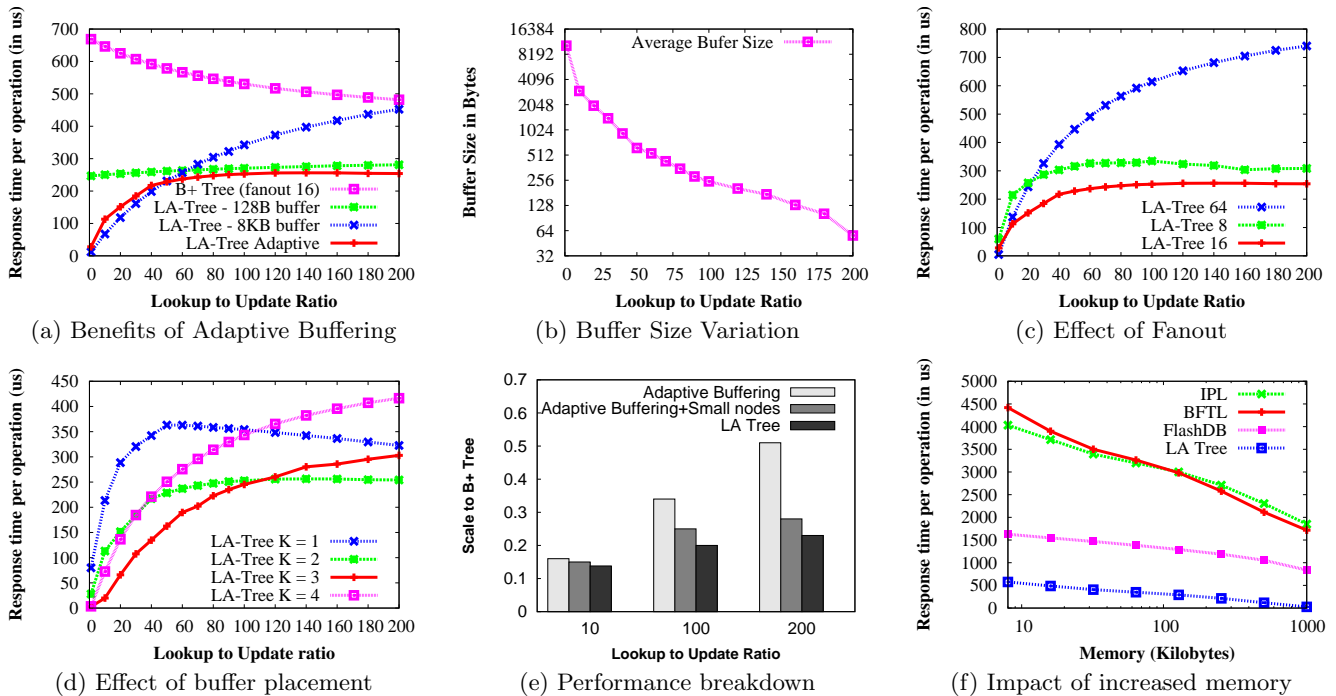 Response time per operation (in us)
700
600
500
400
300
200
100
0
B+ Tree (fanout 16)
LA-Tree - 128B buffer
LA-Tree - 8KB buffer
LA-Tree Adaptive
0 20 40 60 80 100 120 140 160 180 200
Lookup to Update Ratio
(a) Benefits of Adaptive Buffering
Buffer Size in Bytes
16384
8192
4096
2048
1024
512
256
128
64
32
Average Bufer Size
0 25 50 75 100 125 150 175 200
Lookup to Update Ratio
(b) Buffer Size Variation
Response time per operation (in us)
800
700
600
500
400
300
200
100
0
LA-Tree 64
LA-Tree 8
LA-Tree 16
0 20 40 60 80 100 120 140 160 180 200
Lookup to Update Ratio
(c) Effect of Fanout
Response time per operation (us)
450
400
350
300
250
200
150
100
50
0
LA-Tree K = 1
LA-Tree K = 2
LA-Tree K = 3
LA-Tree K = 4
0 20 40 60 80 100 120 140 160 180 200
Lookup to Update ratio
(d) Effect of buffer placement
Scale to B+ Tree
0.7
0.6
0.5
0.4
0.3
0.2
0.1
0
Adaptive Buffering
Adaptive Buffering+Small nodes
LA Tree
10 100 200
Lookup to Update Ratio
(e) Performance breakdown
Response time per operation (in us)
5000
4500
4000
3500
3000
2500
2000
1500
1000
500
0
IPL
BFTL
FlashDB
LA Tree
10 100 1000
Memory (Kilobytes)
(f) Impact of increased memory